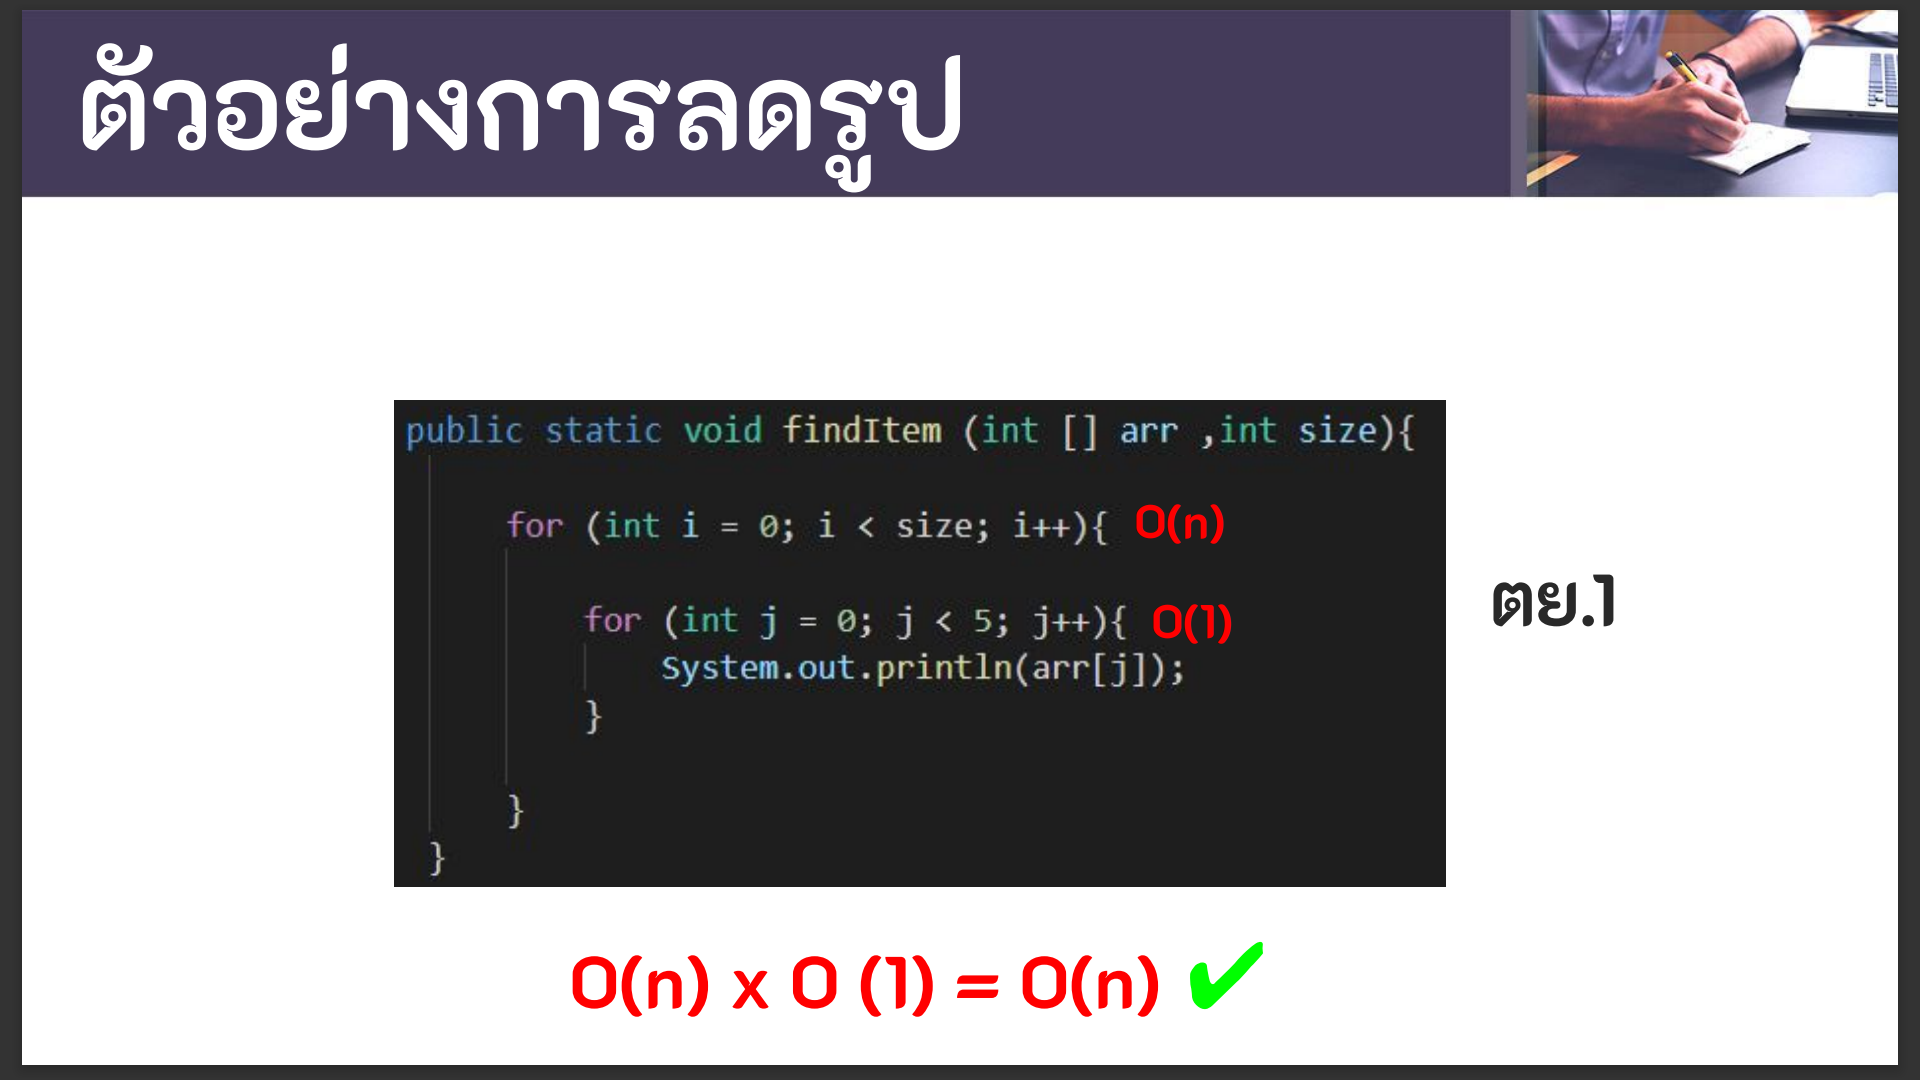 ตัวอย่างการลดรูป
public static void findItem (int [] arr ,int size){
for (int i = 0; i < size; i++){ O(n)
for (int j = 0; j < 5; j++){ O(1)
System.out.println(arr[j]);
}
}
}
ตย.1
O(n) x O (1) = O(n) ✔